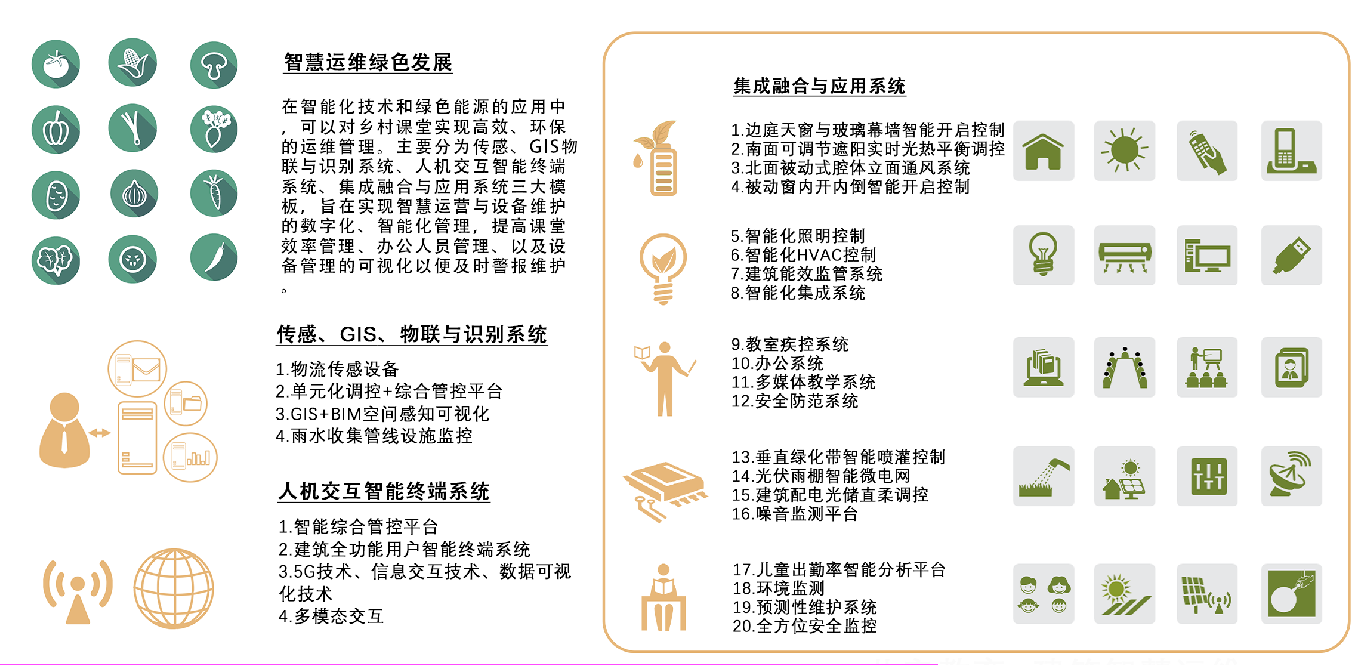 智慧运维绿色发展
在智能化技术和绿色能源的应用中
，可以对乡村课堂实现高效、环保
的运维管理。主要分为传感、GIS物
联与识别系统、人机交互智能终端
系统、集成融合与应用系统三大模
板，旨在实现智慧运营与设备维护
的数字化、智能化管理，提高课堂
效率管理、办公人员管理、以及设
备管理的可视化以便及时警报维护
。
传感、GIS、物联与识别系统
1.物流传感设备
2.单元化调控+综合管控平台
3.GIS+BIM空间感知可视化
4.雨水收集管线设施监控
人机交互智能终端系统
1.智能综合管控平台
2.建筑全功能用户智能终端系统
3.5G技术、信息交互技术、数据可视
化技术
4.多模态交互
集成融合与应用系统
1.边庭天窗与玻璃幕墙智能开启控制
2.南面可调节遮阳实时光热平衡调控
3.北面被动式腔体立面通风系统
4.被动窗内开内倒智能开启控制
5.智能化照明控制
6.智能化HVAC控制
7.建筑能效监管系统
8.智能化集成系统
9.教室疾控系统
10.办公系统
11.多媒体教学系统
12.安全防范系统
13.垂直绿化带智能喷灌控制
14.光伏雨棚智能微电网
15.建筑配电光储直柔调控
16.噪音监测平台
17.儿童出勤率智能分析平台
18.环境监测
19.预测性维护系统
20.全方位安全监控